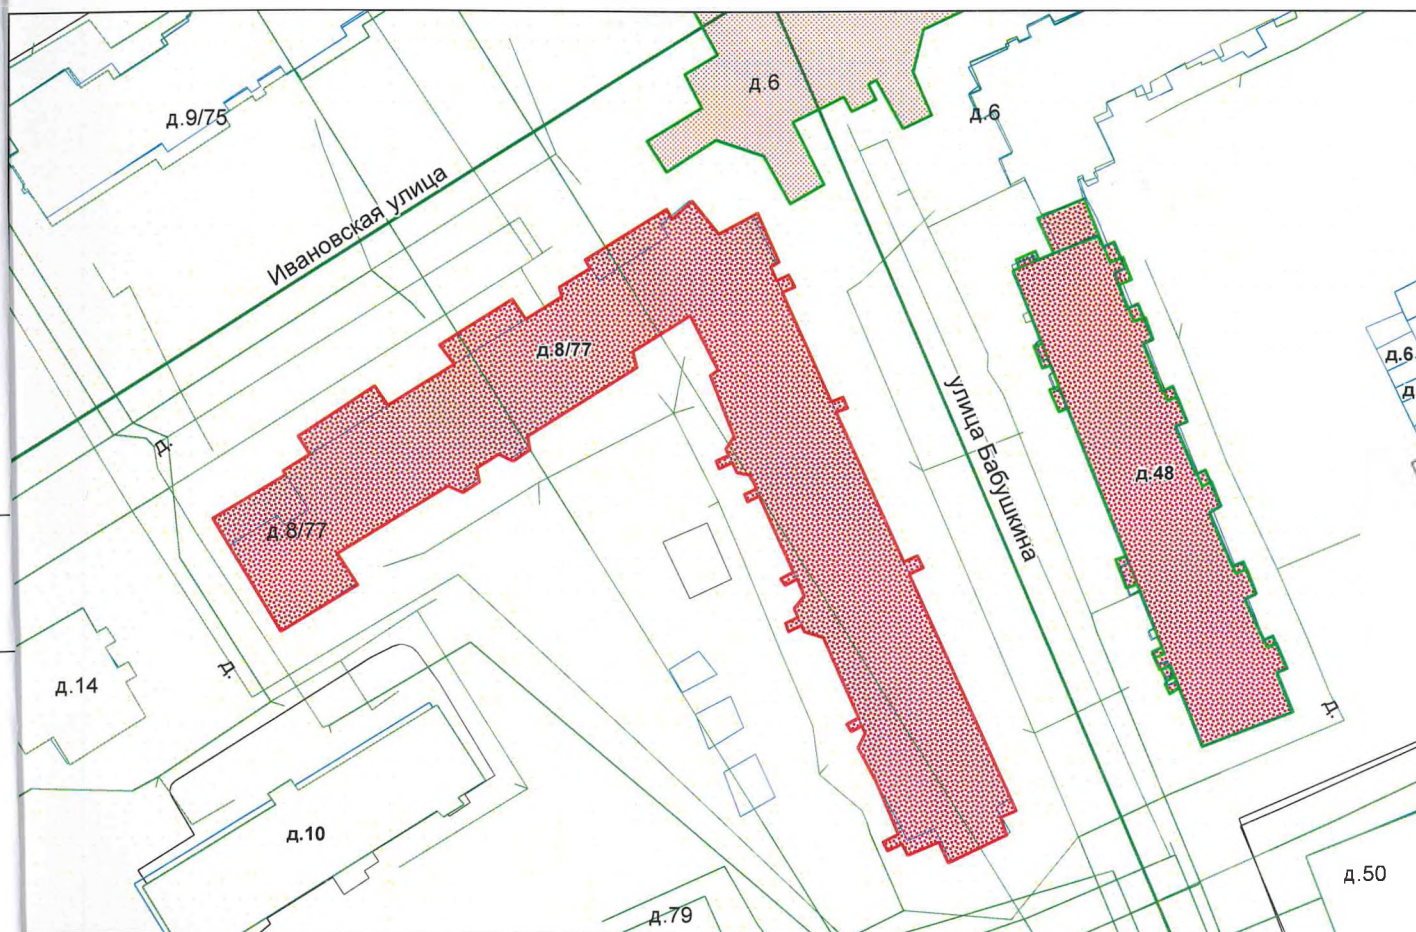 д.6
д.9/75
д.6
Ивановская улица
д.8/77
д.6
д
д.
улица Бабушкина
д.48
д.8/77
д.
д.14
д.
д.10
д.50
д.79